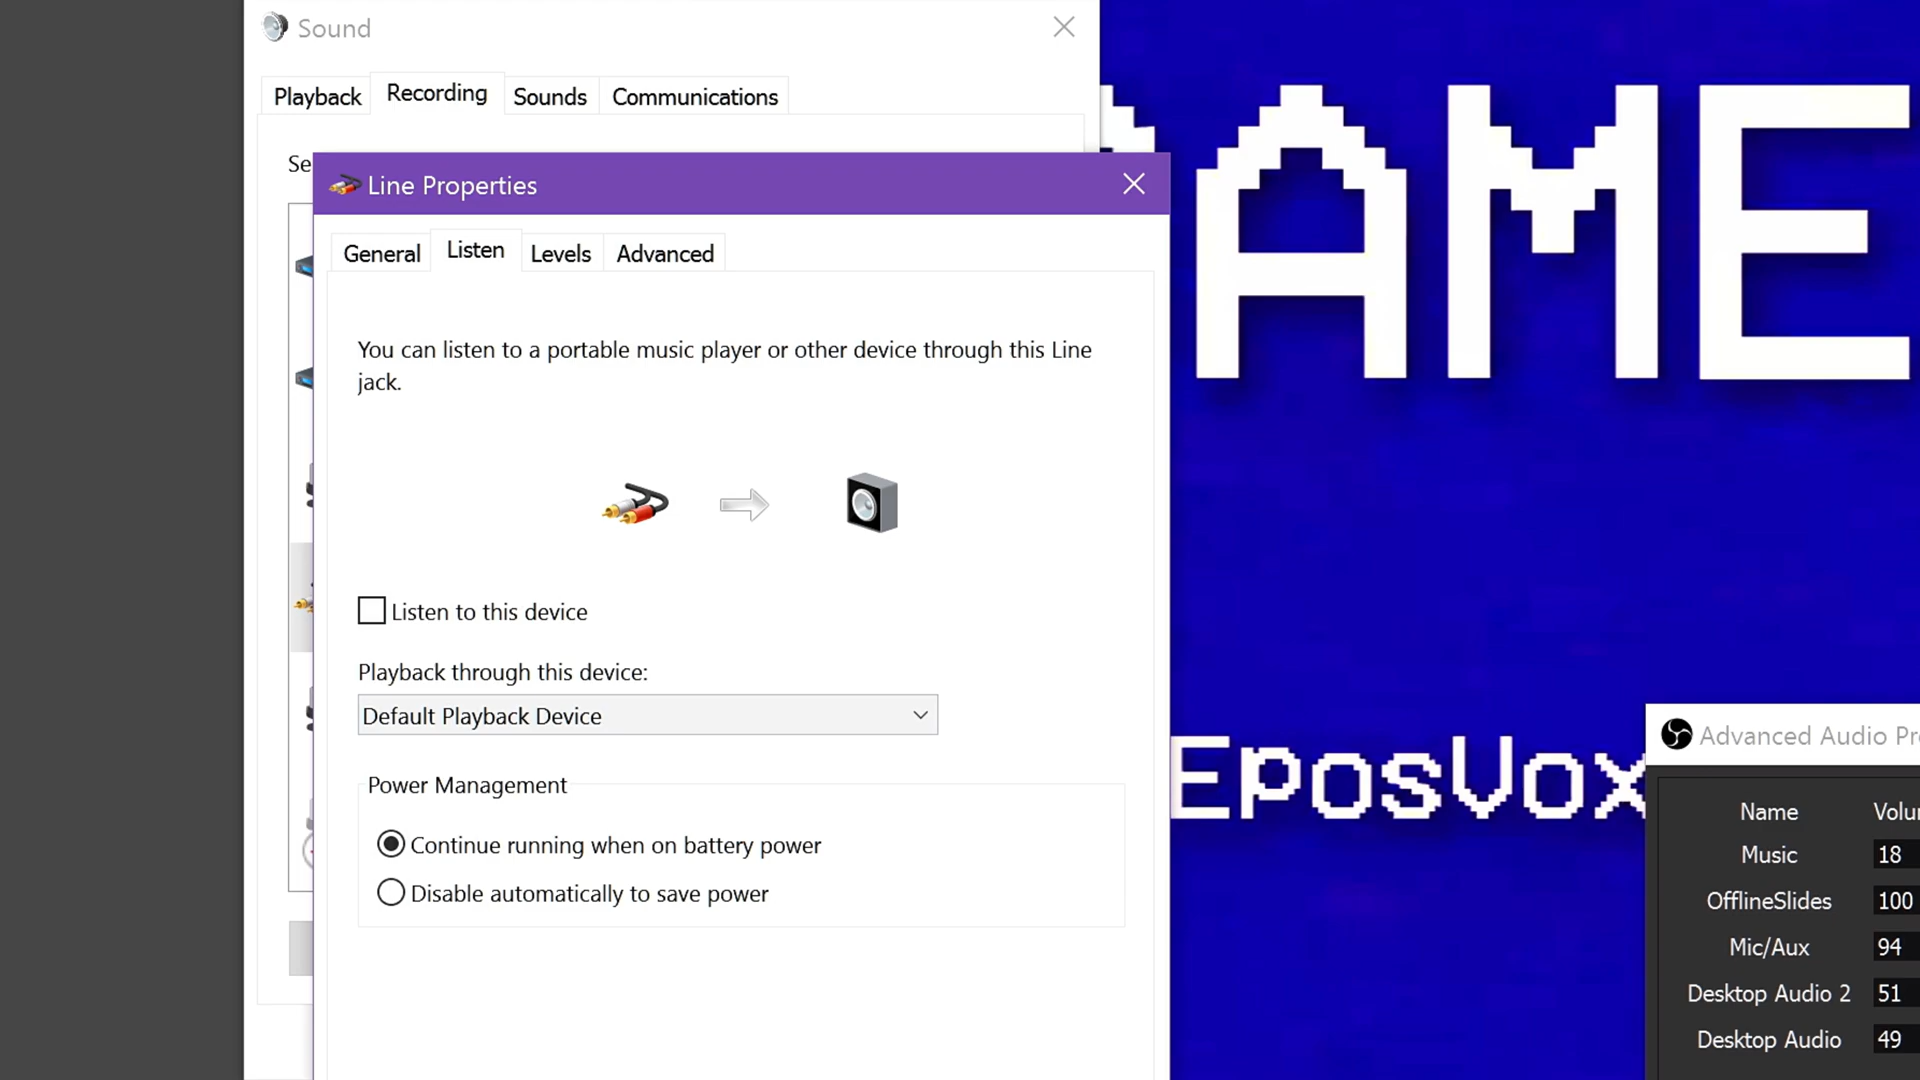 Sound
Playback
Recording
Sounds
Communications
Se
Line Properties
General
Listen
Levels
Advanced
You can listen to a portable music player or other device through this Line
jack.
Listen to this device
Playback through this device:
Default Playback Device
Power Management
Continue running when on battery power
Disable automatically to save power
AME
EposVox
Advanced Audio Pr
Name Volu
Music 18
OfflineSlides 100
Mic/Aux 94
Desktop Audio 2 51
Desktop Audio 49